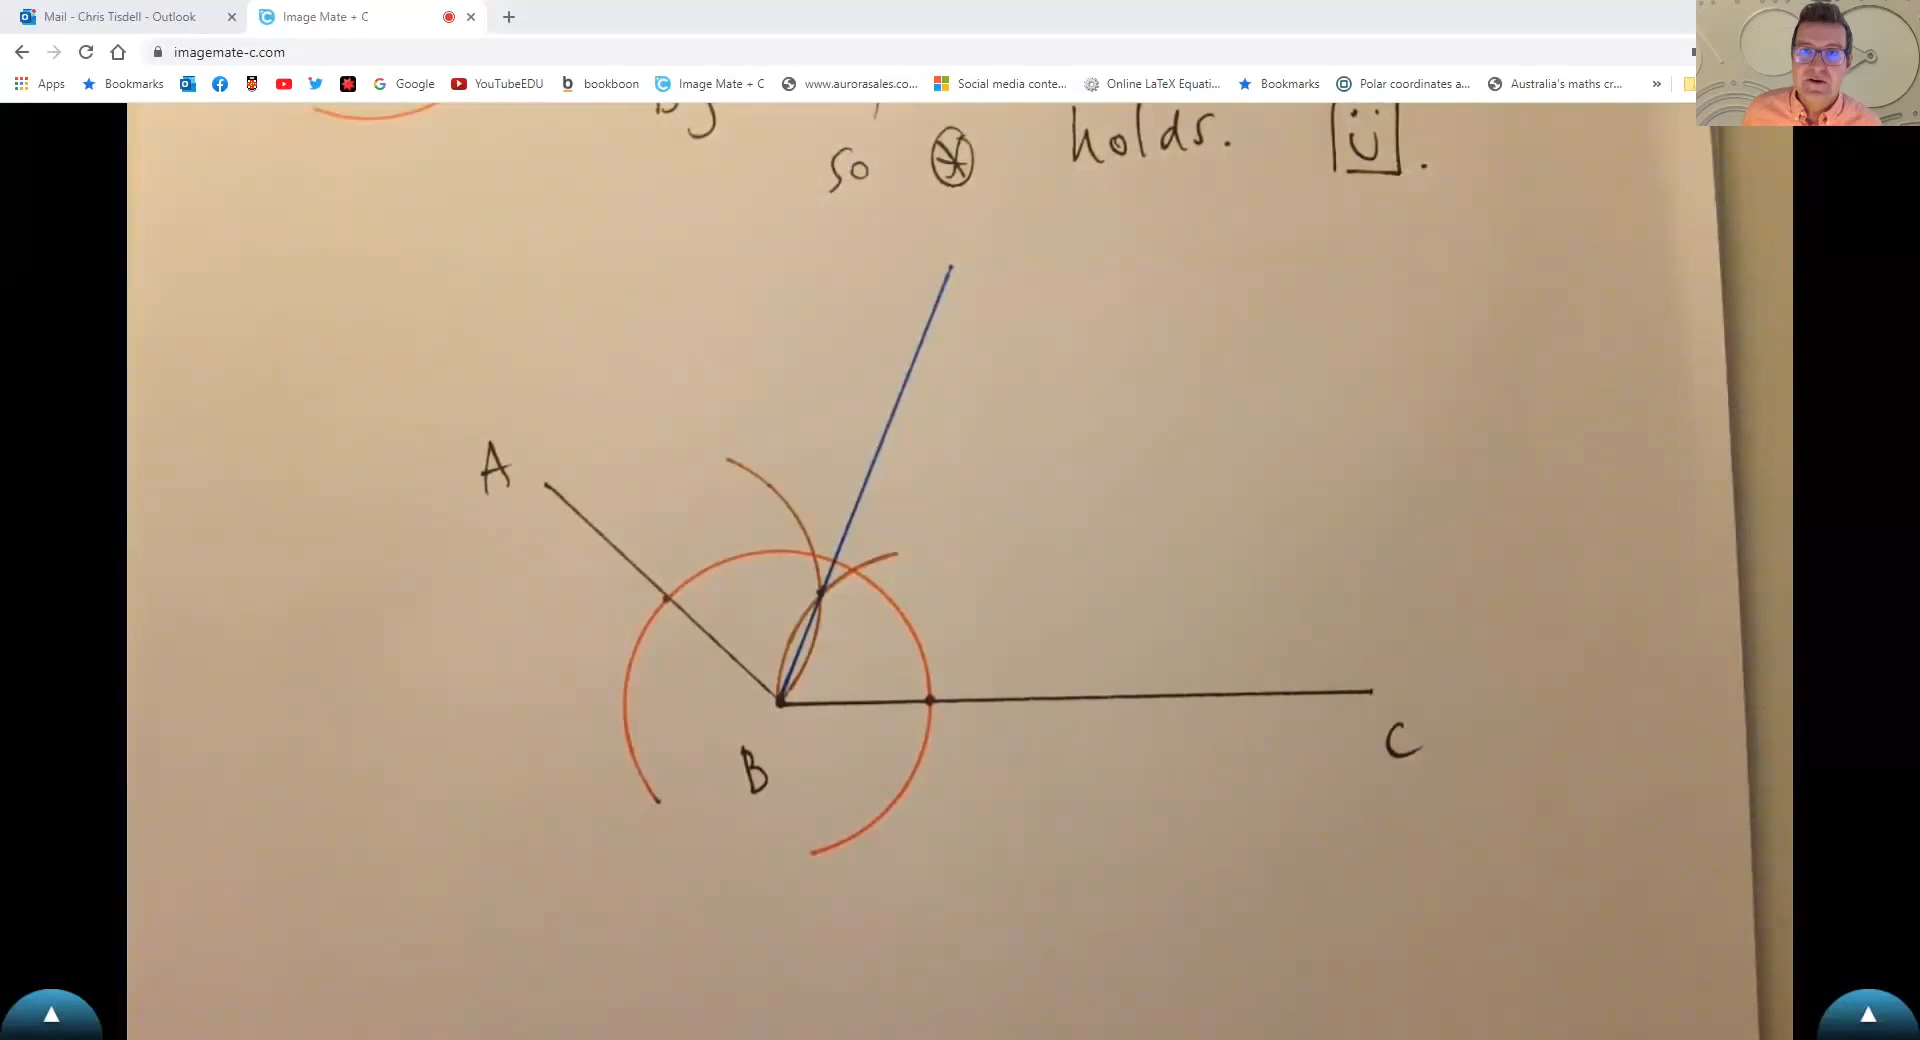 Mail - Chris Tisdell - Outlook
Image Mate + C
imagemate-c.com
Apps
Bookmarks
Google
YouTubeEDU
bookboon
Image Mate + C
www.aurorasales.co...
Social media conte...
Online LaTeX Equati...
Bookmarks
Polar coordinates a...
Australia's maths cr...
»
so * holds.
A
B
C